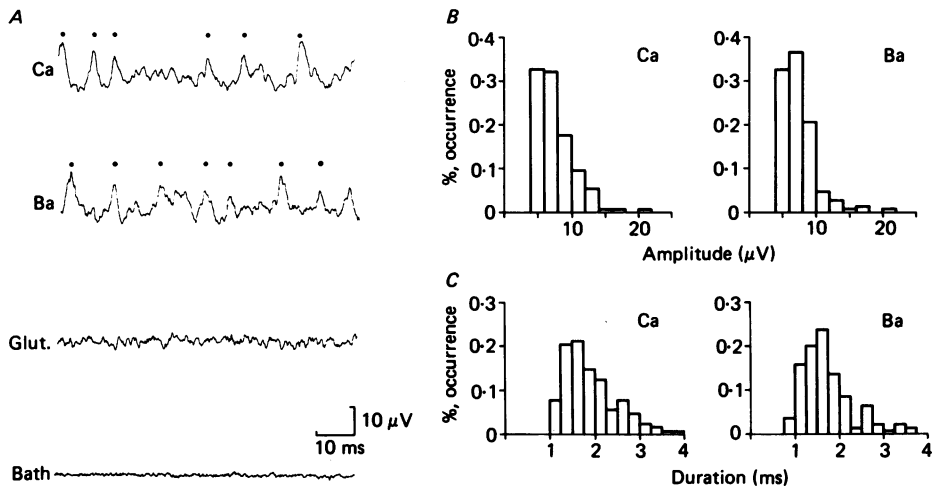 A
Ca
Ba
Glut.
Bath
10 μV
10 ms
B
%, occurrence
0·4
0·3
0·2
0·1
0
Ca
10
20
0·4
0·3
0·2
0·1
0
Ba
10
20
Amplitude (μV)
C
%, occurrence
0·3
0·2
0·1
0
Ca
1
2
3
4
0·3
0·2
0·1
0
Ba
1
2
3
4
Duration (ms)